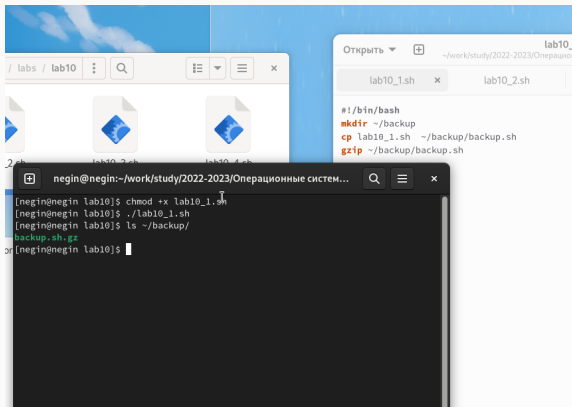 / labs / lab10
Открыть
lab10_
~/work/study/2022-2023/Операцио
lab10_1.sh ×
lab10_2.sh
#!/bin/bash
mkdir ~/backup
cp lab10_1.sh ~/backup/backup.sh
gzip ~/backup/backup.sh
_2.sh
lab10_3.sh
lab10_4.sh
negin@negin:~/work/study/2022-2023/Операционные систем...
[negin@negin lab10]$ chmod +x lab10_1.sh
[negin@negin lab10]$ ./lab10_1.sh
[negin@negin lab10]$ ls ~/backup/
backup.sh.gz
[negin@negin lab10]$